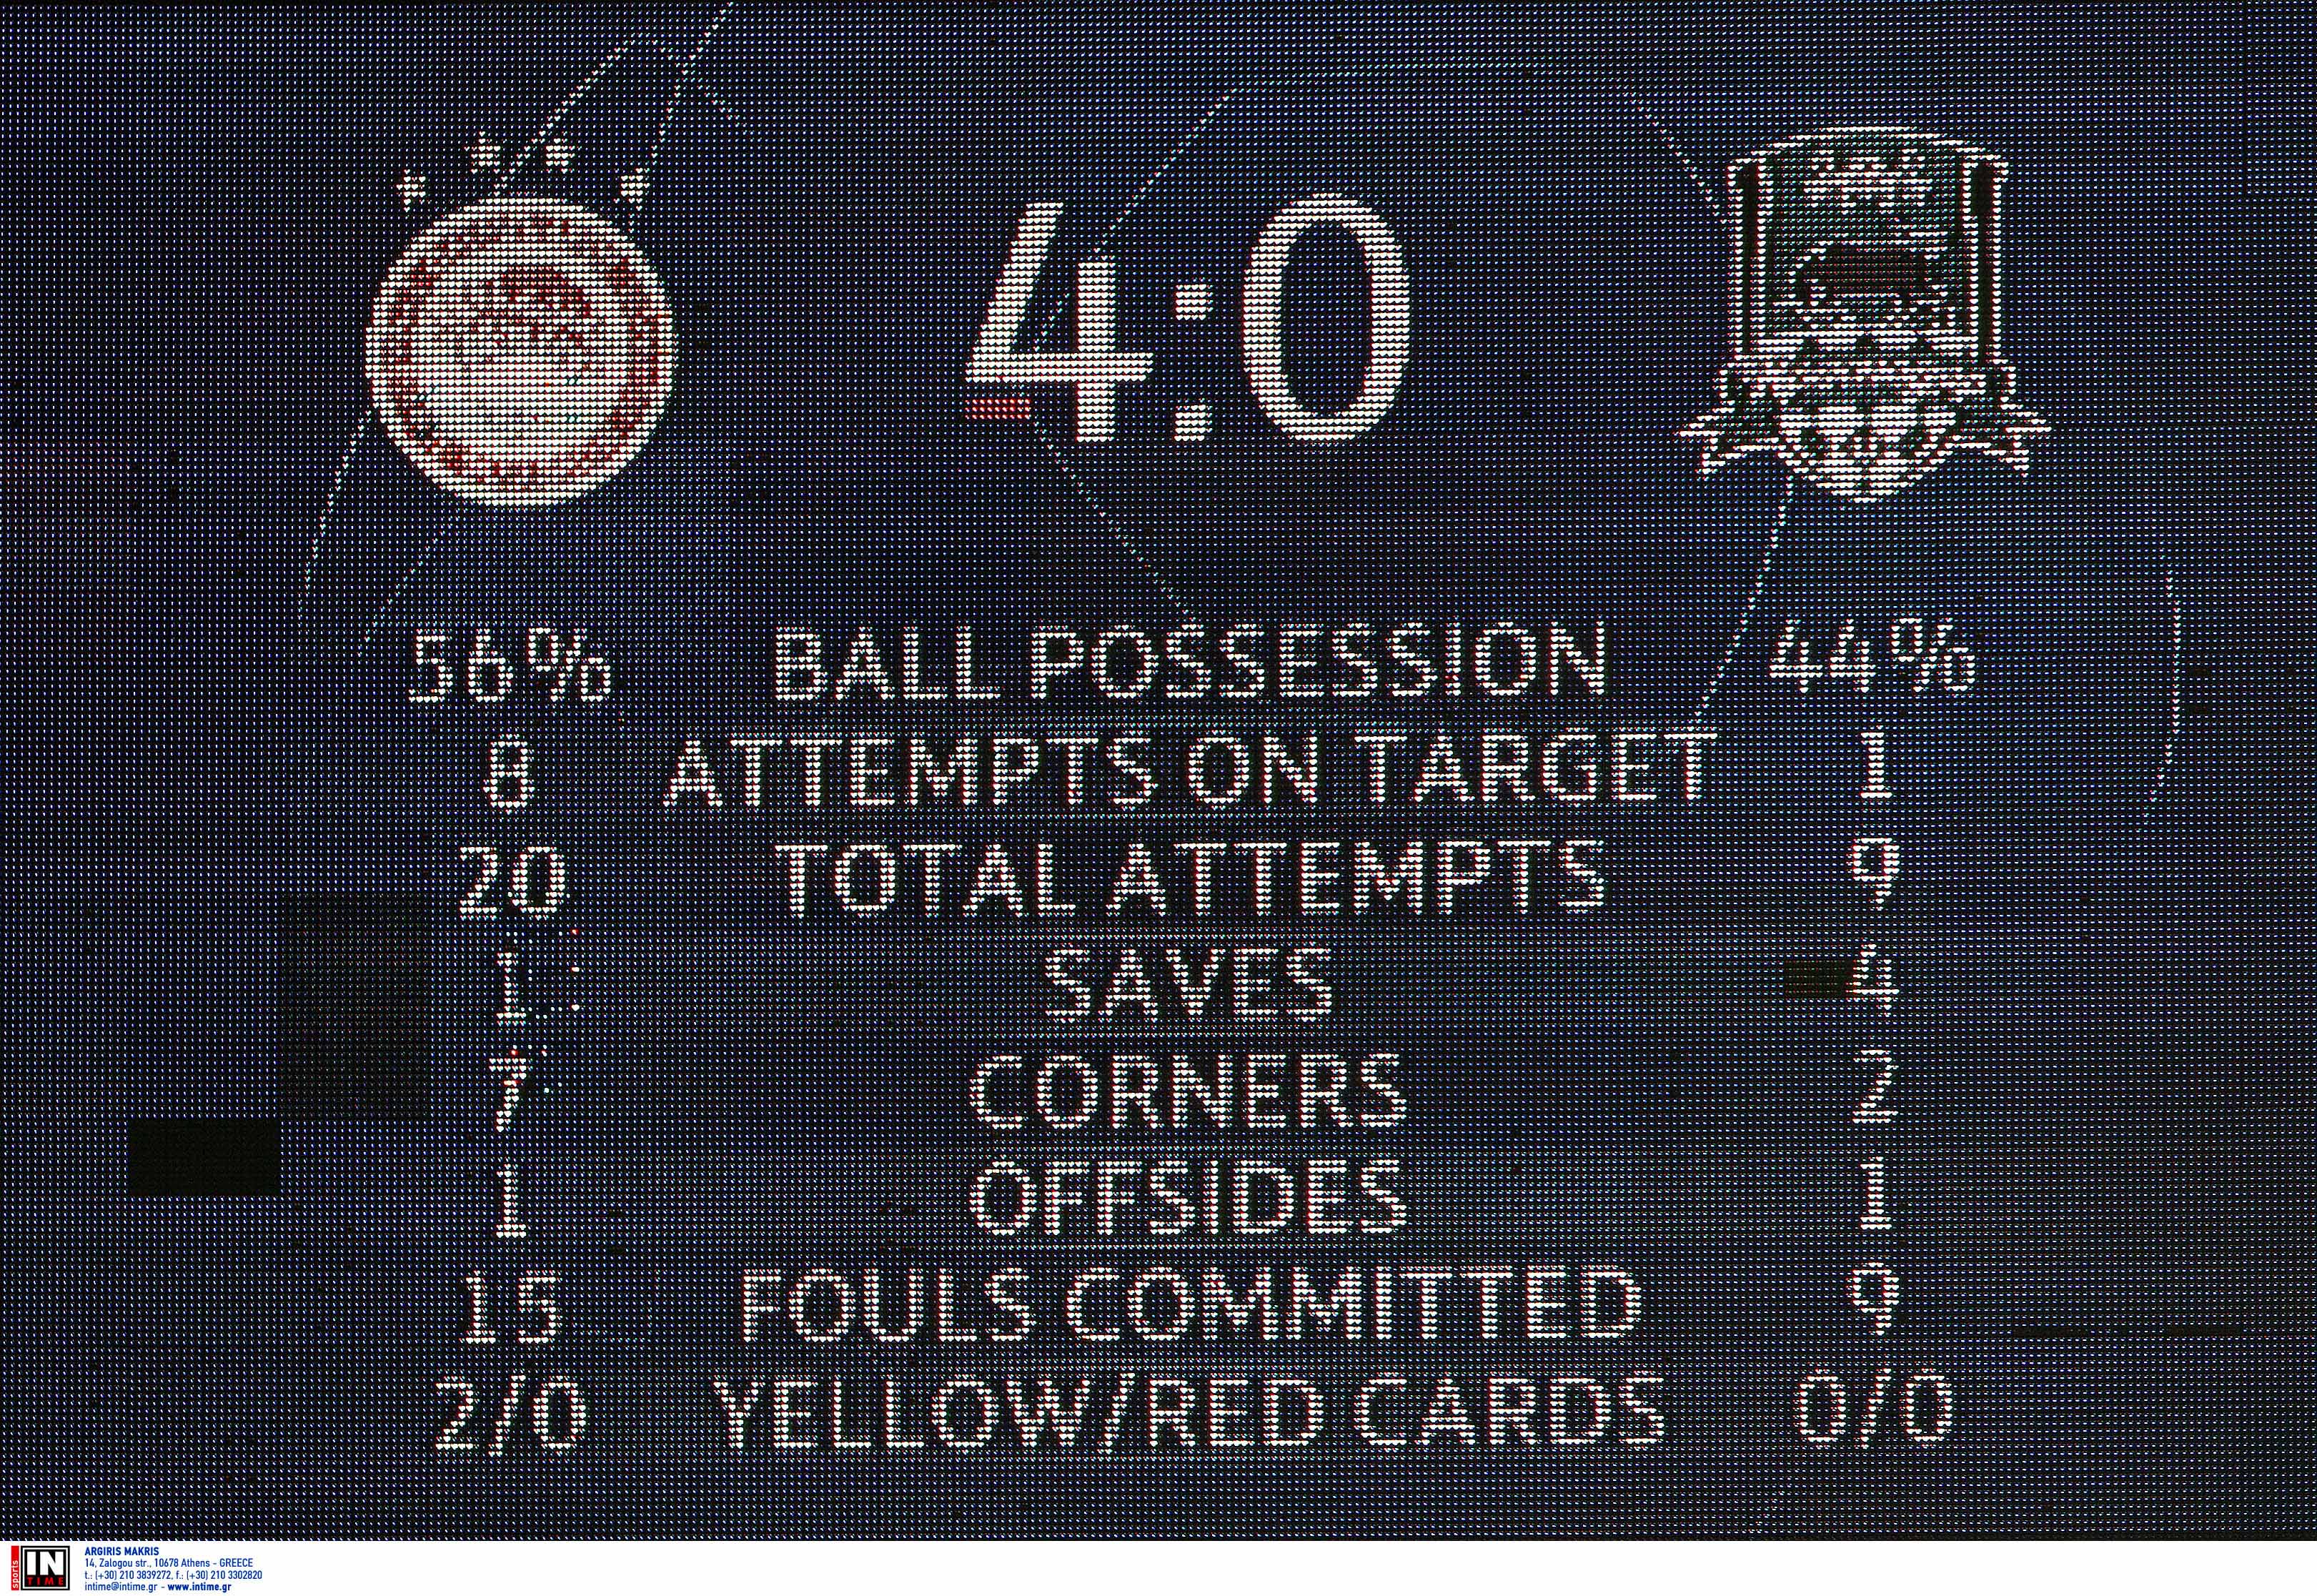 4:0
56% BALL POSSESSION 44%
8 ATTEMPTS ON TARGET 1
20 TOTAL ATTEMPTS 9
1 SAVES 4
7 CORNERS 2
1 OFFSIDES 1
15 FOULS COMMITTED 9
2/0 YELLOW/RED CARDS 0/0
sports
IN
TIME
ARGIRIS MAKRIS
14, Zalogou str., 10678 Athens - GREECE
t.: (+30) 210 3839272, f.: (+30) 210 3302820
intime@intime.gr - www.intime.gr